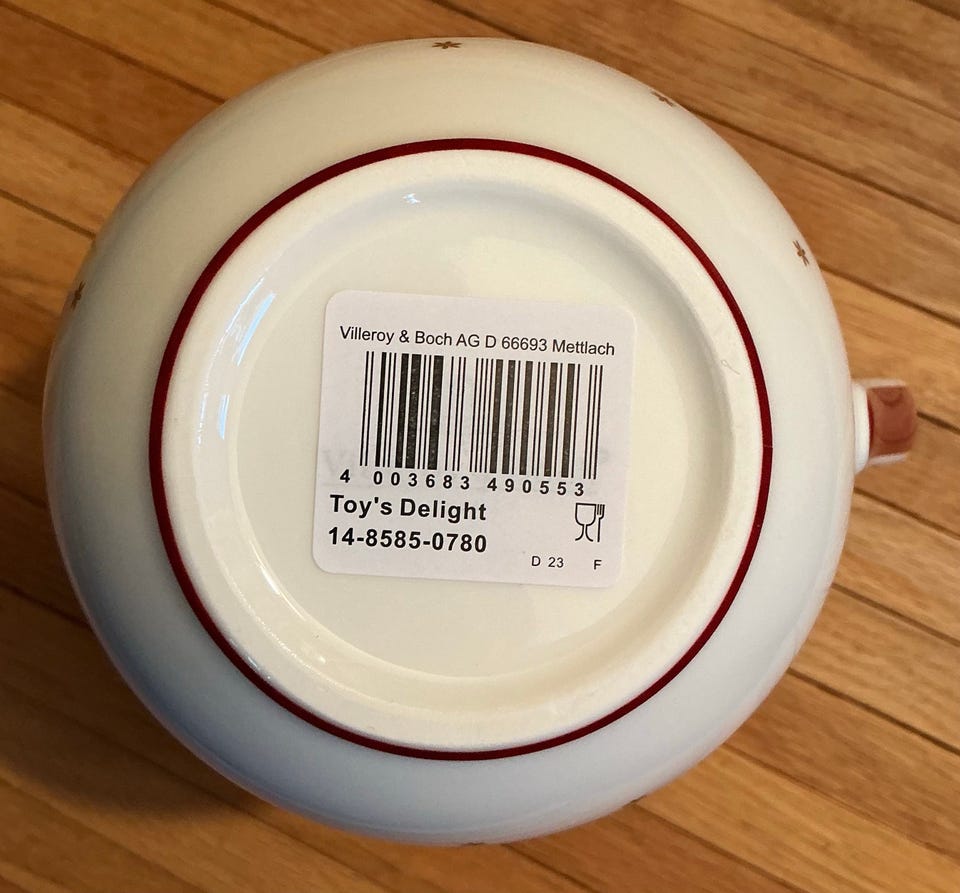 Villeroy & Boch AG D 66693 Mettlach
4 003683 490553
Toy's Delight
14-8585-0780
D 23 F